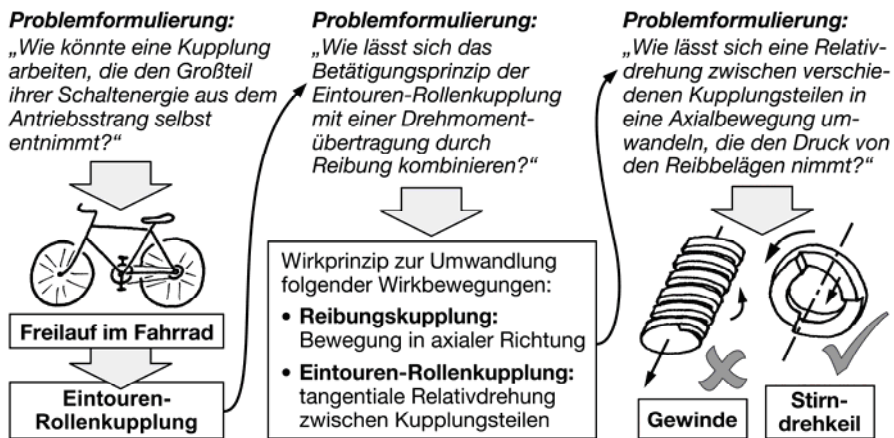 Problemformulierung:
„Wie könnte eine Kupplung
arbeiten, die den Großteil
ihrer Schaltenergie aus dem
Antriebsstrang selbst
entnimmt?“
Freilauf im Fahrrad
Eintouren-
Rollenkupplung
Problemformulierung:
„Wie lässt sich das
Betätigungsprinzip der
Eintouren-Rollenkupplung
mit einer Drehmoment-
übertragung durch
Reibung kombinieren?“
Wirkprinzip zur Umwandlung
folgender Wirkbewegungen:
• Reibungskupplung:
Bewegung in axialer Richtung
• Eintouren-Rollenkupplung:
tangentiale Relativdrehung
zwischen Kupplungsteilen
Problemformulierung:
„Wie lässt sich eine Relativ-
drehung zwischen verschie-
denen Kupplungsteilen in
eine Axialbewegung um-
wandeln, die den Druck von
den Reibbelägen nimmt?“
Gewinde
Stirn-
drehkeil